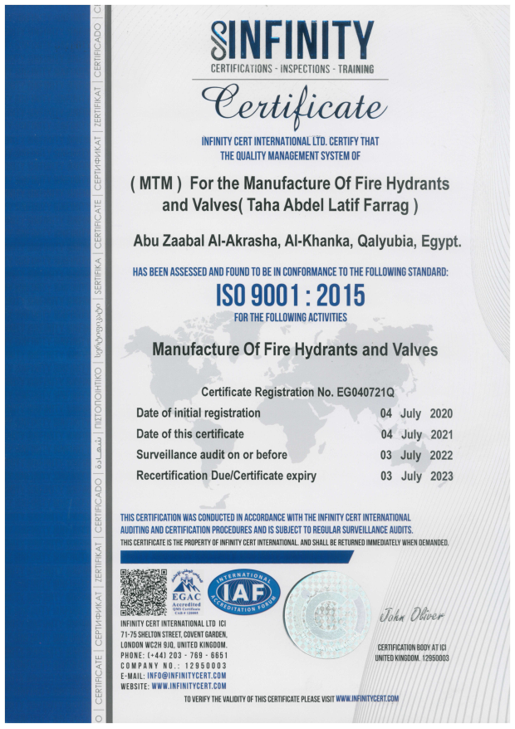 INFINITY
CERTIFICATIONS - INSPECTIONS - TRAINING
Certificate
INFINITY CERT INTERNATIONAL LTD. CERTIFY THAT
THE QUALITY MANAGEMENT SYSTEM OF
( MTM ) For the Manufacture Of Fire Hydrants
and Valves( Taha Abdel Latif Farrag )
Abu Zaabal Al-Akrasha, Al-Khanka, Qalyubia, Egypt.
HAS BEEN ASSESSED AND FOUND TO BE IN CONFORMANCE TO THE FOLLOWING STANDARD:
ISO 9001 : 2015
FOR THE FOLLOWING ACTIVITIES
Manufacture Of Fire Hydrants and Valves
Certificate Registration No. EG040721Q
Date of initial registration 04 July 2020
Date of this certificate 04 July 2021
Surveillance audit on or before 03 July 2022
Recertification Due/Certificate expiry 03 July 2023
THIS CERTIFICATION WAS CONDUCTED IN ACCORDANCE WITH THE INFINITY CERT INTERNATIONAL
AUDITING AND CERTIFICATION PROCEDURES AND IS SUBJECT TO REGULAR SURVEILLANCE AUDITS.
THIS CERTIFICATE IS THE PROPERTY OF INFINITY CERT INTERNATIONAL, AND SHALL BE RETURNED IMMEDIATELY WHEN DEMANDED.
EGAC
Accredited
INTERNATIONAL
IAF
ACCREDITATION FORUM
INFINITY CERT INTERNATIONAL LTD ICI
71-75 SHELTON STREET, COVENT GARDEN,
LONDON WC2H 9JQ, UNITED KINGDOM.
PHONE: (+44) 203 - 769 - 6651
COMPANY NO.: 12950003
E-MAIL: INFO@INFINITYCERT.COM
WEBSITE: WWW.INFINITYCERT.COM
John Oliver
CERTIFICATION BODY AT ICI
UNITED KINGDOM. 12950003
TO VERIFY THE VALIDITY OF THIS CERTIFICATE PLEASE VISIT WWW.INFINITYCERT.COM
CERTIFICATE | СЕРТИФИКАТ | ZERTIFIKAT | CERTIFICADO